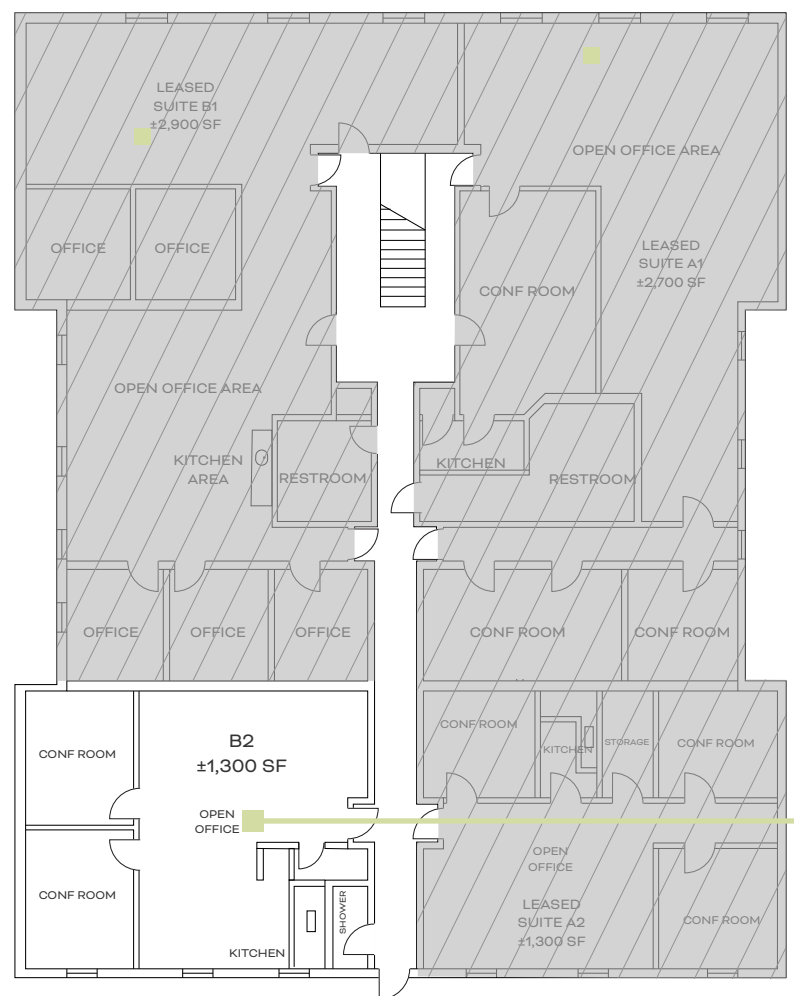 LEASED
SUITE B1
±2,900 SF
OPEN OFFICE AREA
OFFICE
OFFICE
LEASED
SUITE A1
±2,700 SF
CONF ROOM
OPEN OFFICE AREA
KITCHEN
AREA
RESTROOM
KITCHEN
RESTROOM
OFFICE
OFFICE
OFFICE
CONF ROOM
CONF ROOM
CONF ROOM
B2
±1,300 SF
CONF ROOM
KITCHEN
STORAGE
CONF ROOM
OPEN
OFFICE
OPEN
OFFICE
CONF ROOM
SHOWER
KITCHEN
LEASED
SUITE A2
±1,300 SF
CONF ROOM